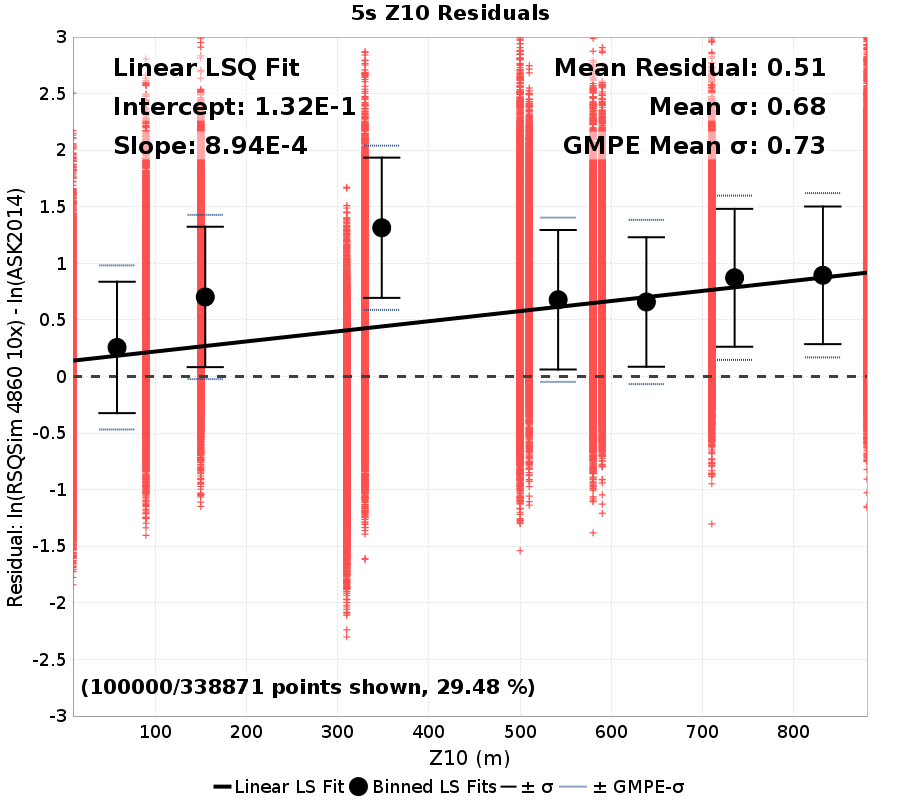 5s Z10 Residuals
Linear LSQ Fit
Intercept: 1.32E-1
Slope: 8.94E-4
Mean Residual: 0.51
Mean σ: 0.68
GMPE Mean σ: 0.73
3
2.5
2
1.5
1
0.5
0
-0.5
-1
-1.5
-2
-2.5
-3
Residual: ln(RSQSim 4860 10x) - ln(ASK2014)
(100000/338871 points shown, 29.48 %)
100 200 300 400 500 600 700 800
Z10 (m)
Linear LS Fit Binned LS Fits ± σ ± GMPE-σ